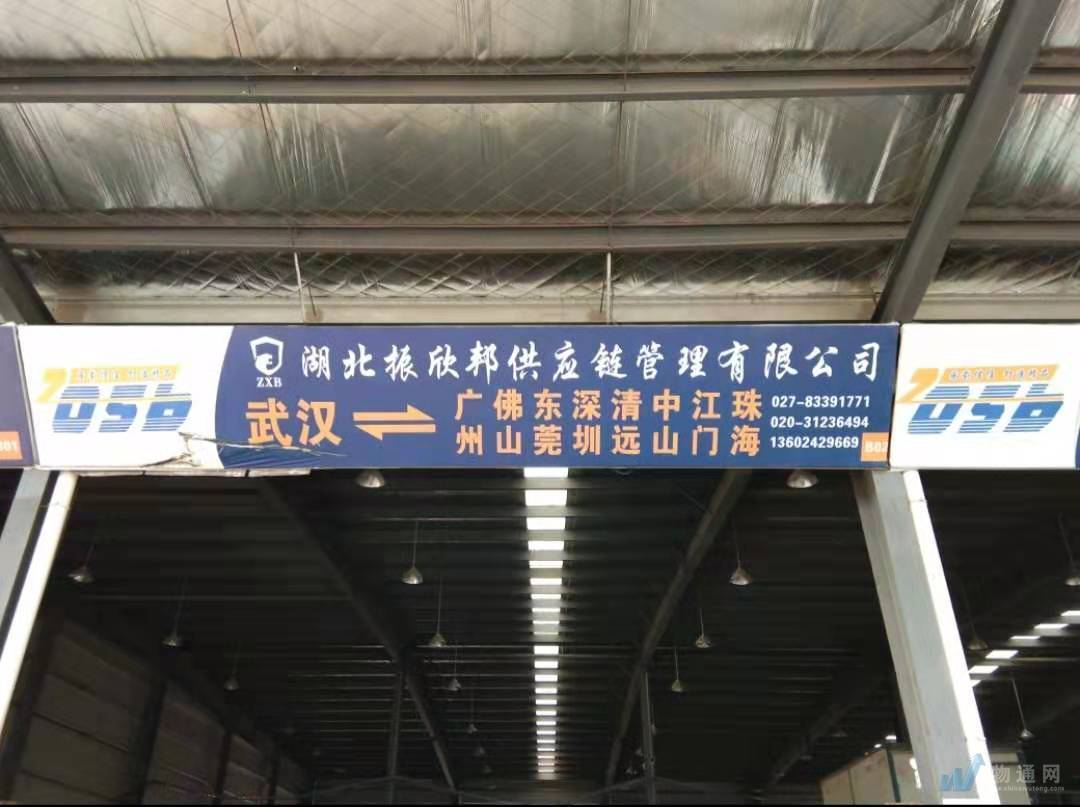 湖北振欣邦供应链管理有限公司
ZXB
武汉
广 佛 东 深 清 中 江 珠
州 山 莞 圳 远 山 门 海
027-83391771
020-31236494
13602429669
B02
B01
物通网